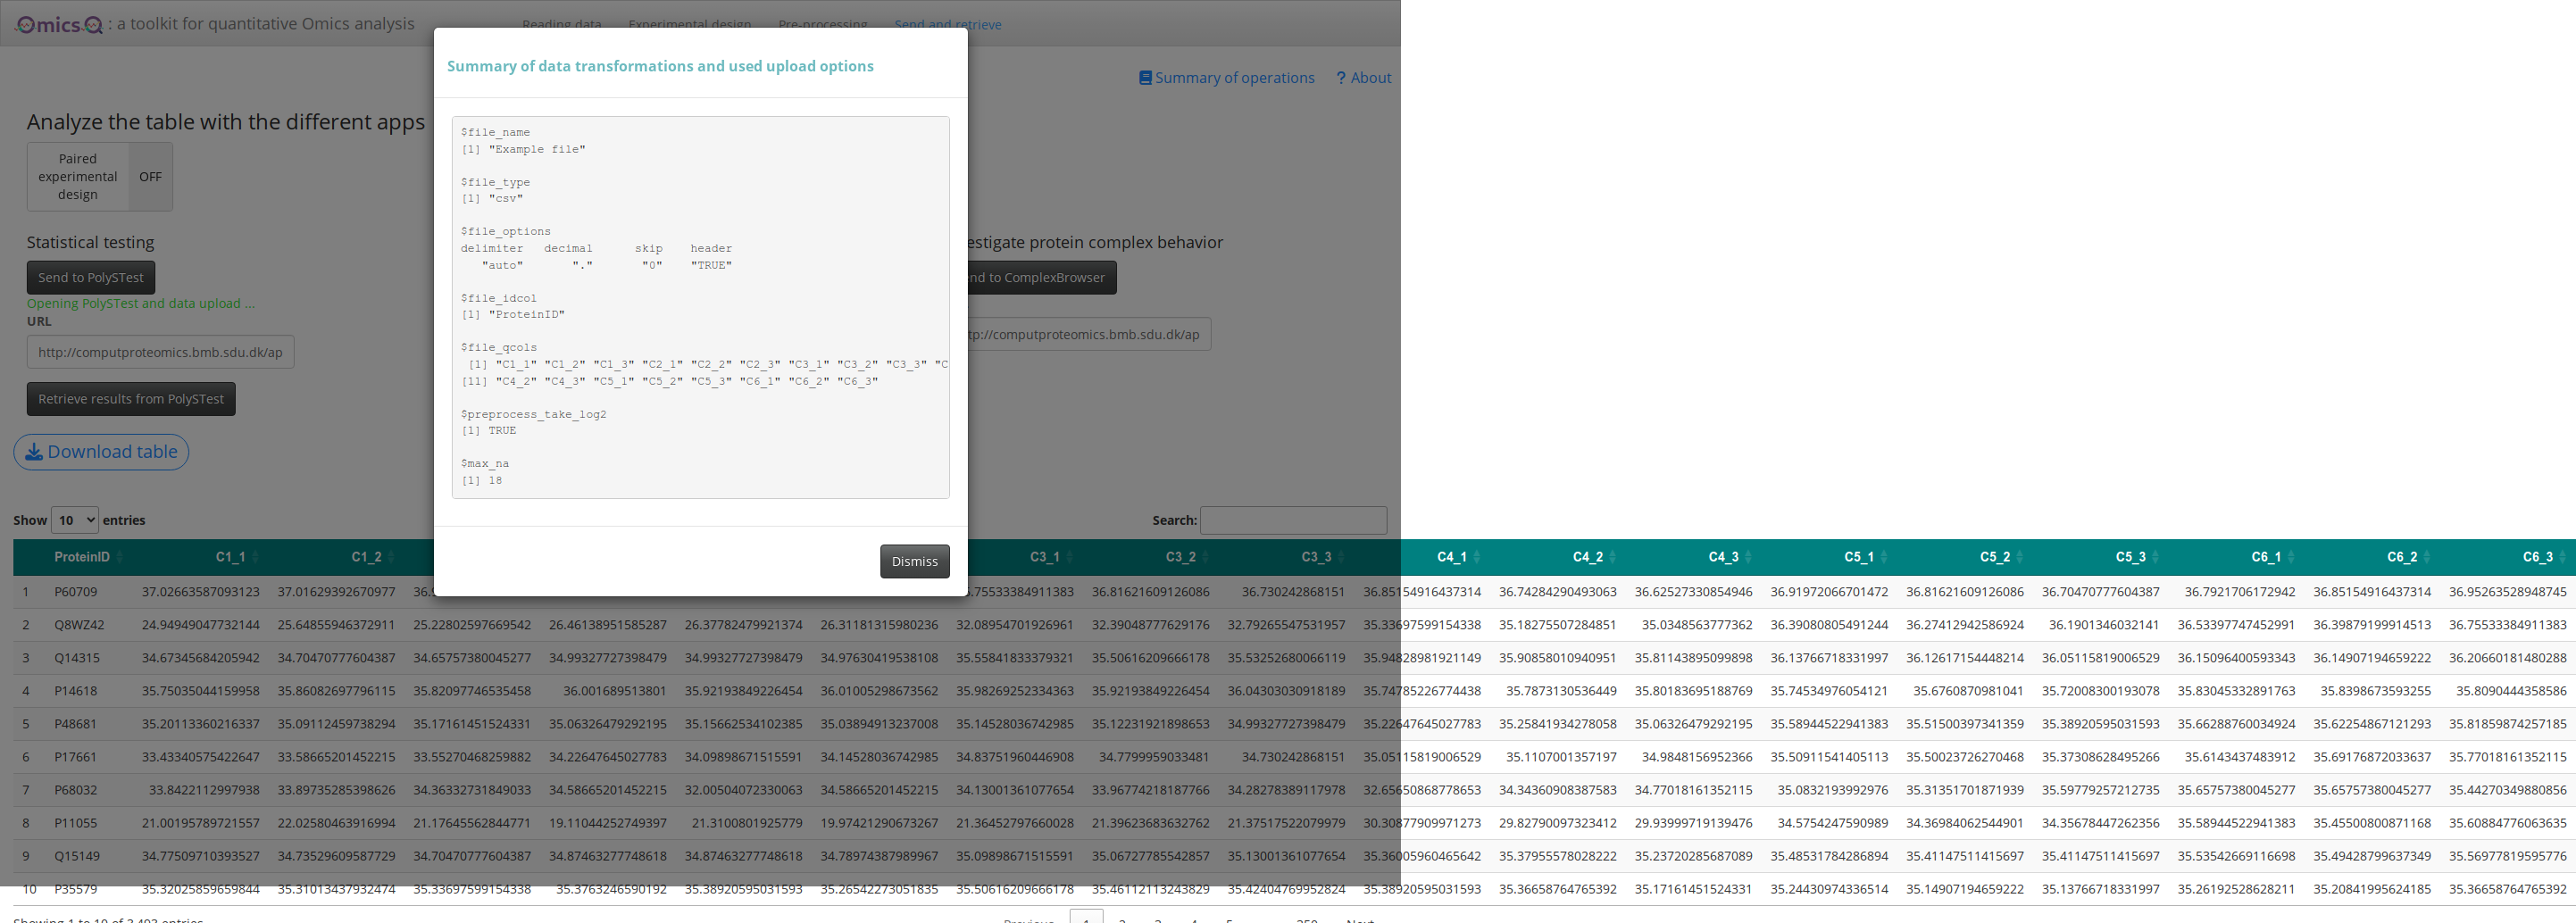 OmicsQ : a toolkit for quantitative Omics analysis Reading data Experimental design Pre-processing Send and retrieve
Summary of operations ? About
Analyze the table with the different apps
Paired experimental design OFF
Statistical testing
Send to PolySTest
Opening PolySTest and data upload ...
URL
http://computproteomics.bmb.sdu.dk/ap
Retrieve results from PolySTest
Download table
estigate protein complex behavior
nd to ComplexBrowser
tp://computproteomics.bmb.sdu.dk/ap
Summary of data transformations and used upload options
$file_name
[1] "Example file"
$file_type
[1] "csv"
$file_options
delimiter decimal skip header
"auto" "." "0" "TRUE"
$file_idcol
[1] "ProteinID"
$file_qcols
[1] "C1_1" "C1_2" "C1_3" "C2_1" "C2_2" "C2_3" "C3_1" "C3_2" "C3_3" "C
[11] "C4_2" "C4_3" "C5_1" "C5_2" "C5_3" "C6_1" "C6_2" "C6_3"
$preprocess_take_log2
[1] TRUE
$max_na
[1] 18
Dismiss
Show 10 entries Search:
ProteinID C1_1 C1_2 C3_1 C3_2 C3_3 C4_1 C4_2 C4_3 C5_1 C5_2 C5_3 C6_1 C6_2 C6_3
1 P60709 37.02663587093123 37.01629392670977 36.9 .75533384911383 36.81621609126086 36.730242868151 36.85154916437314 36.74284290493063 36.62527330854946 36.91972066701472 36.81621609126086 36.70470777604387 36.7921706172942 36.85154916437314 36.95263528948745
2 Q8WZ42 24.94949047732144 25.64855946372911 25.22802597669542 26.46138951585287 26.37782479921374 26.31181315980236 32.08954701926961 32.39048777629176 32.79265547531957 35.33697599154338 35.18275507284851 35.0348563777362 36.39080805491244 36.27412942586924 36.1901346032141 36.53397747452991 36.39879199914513 36.75533384911383
3 Q14315 34.67345684205942 34.70470777604387 34.65757380045277 34.99327727398479 34.99327727398479 34.97630419538108 35.55841833379321 35.50616209666178 35.53252680066119 35.94828981921149 35.90858010940951 35.81143895099898 36.13766718331997 36.12617154448214 36.05115819006529 36.15096400593343 36.14907194659222 36.20660181480288
4 P14618 35.75035044159958 35.86082697796115 35.82097746535458 36.001689513801 35.92193849226454 36.01005298673562 35.98269252334363 35.92193849226454 36.04303030918189 35.74785226774438 35.7873130536449 35.80183695188769 35.74534976054121 35.6760870981041 35.72008300193078 35.83045332891763 35.8398673593255 35.8090444358586
5 P48681 35.20113360216337 35.09112459738294 35.17161451524331 35.06326479292195 35.15662534102385 35.03894913237008 35.14528036742985 35.12231921898653 34.99327727398479 35.22647645027783 35.25841934278058 35.06326479292195 35.58944522941383 35.51500397341359 35.38920595031593 35.66288760034924 35.62254867121293 35.81859874257185
6 P17661 33.43340575422647 33.58665201452215 33.55270468259882 34.22647645027783 34.09898671515591 34.14528036742985 34.83751960446908 34.7799959033481 34.730242868151 35.05115819006529 35.1107001357197 34.9848156952366 35.50911541405113 35.50023726270468 35.37308628495266 35.6143437483912 35.69176872033637 35.77018161352115
7 P68032 33.8422112997938 33.89735285398626 34.36332731849033 34.58665201452215 32.00504072330063 34.58665201452215 34.13001361077654 33.96774218187766 34.28278389117978 32.65650868778653 34.34360908387583 34.77018161352115 35.0832193992976 35.31351701871939 35.59779257212735 35.65757380045277 35.65757380045277 35.44270349880856
8 P11055 21.00195789721557 22.02580463916994 21.17645562844771 19.11044252749397 21.3100801925779 19.97421290673267 21.36452797660028 21.39623683632762 21.37517522079979 30.30877909971273 29.82790097323412 29.93999719139476 34.5754247590989 34.36984062544901 34.35678447262356 35.58944522941383 35.45500800871168 35.60884776063635
9 Q15149 34.77509710393527 34.73529609587729 34.70470777604387 34.87463277748618 34.87463277748618 34.78974387989967 35.09898671515591 35.06727785542857 35.13001361077654 35.36005960465642 35.37955578028222 35.23720285687089 35.48531784286894 35.41147511415697 35.41147511415697 35.53542669116698 35.49428799637349 35.56977819595776
10 P35579 35.32025859659844 35.31013437932474 35.33697599154338 35.3763246590192 35.38920595031593 35.26542273051835 35.50616209666178 35.46112113243829 35.42404769952824 35.38920595031593 35.36658764765392 35.17161451524331 35.24430974336514 35.14907194659222 35.13766718331997 35.26192528628211 35.20841995624185 35.36658764765392
Showing 1 to 10 of 3,493 entries Previous 1 2 3 4 5 350 Next